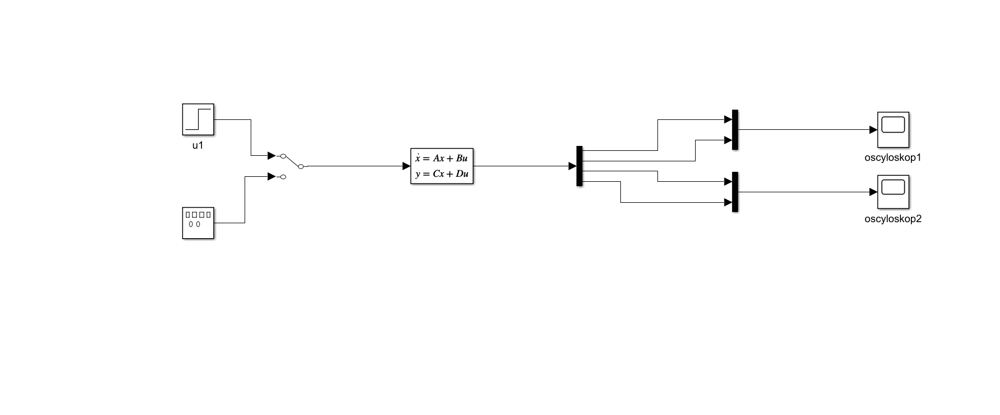 u1
ẋ = Ax + Bu
y = Cx + Du
oscyloskop1
oscyloskop2